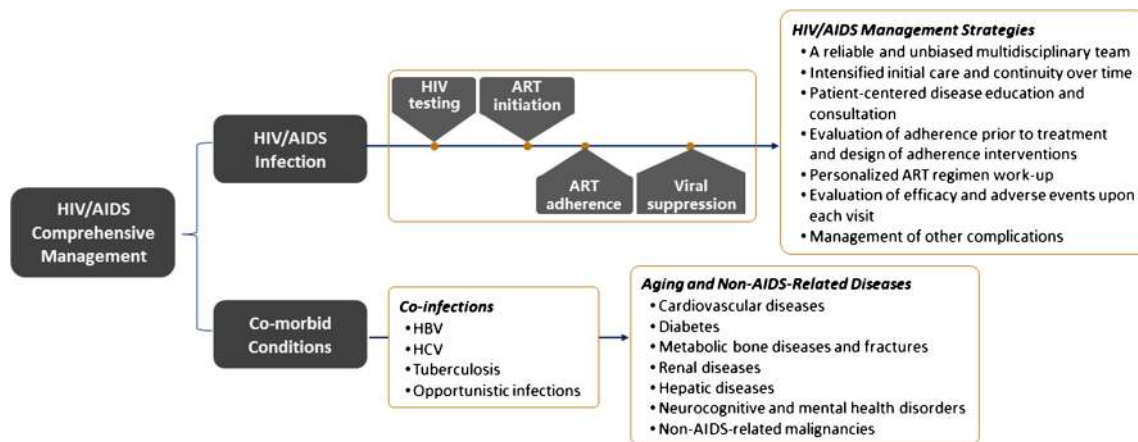 HIV/AIDS
Comprehensive
Management
HIV/AIDS
Infection
HIV
testing
ART
initiation
ART
adherence
Viral
suppression
HIV/AIDS Management Strategies
• A reliable and unbiased multidisciplinary team
• Intensified initial care and continuity over time
• Patient-centered disease education and
consultation
• Evaluation of adherence prior to treatment
and design of adherence interventions
• Personalized ART regimen work-up
• Evaluation of efficacy and adverse events upon
each visit
• Management of other complications
Co-morbid
Conditions
Co-infections
• HBV
• HCV
• Tuberculosis
• Opportunistic infections
Aging and Non-AIDS-Related Diseases
• Cardiovascular diseases
• Diabetes
• Metabolic bone diseases and fractures
• Renal diseases
• Hepatic diseases
• Neurocognitive and mental health disorders
• Non-AIDS-related malignancies